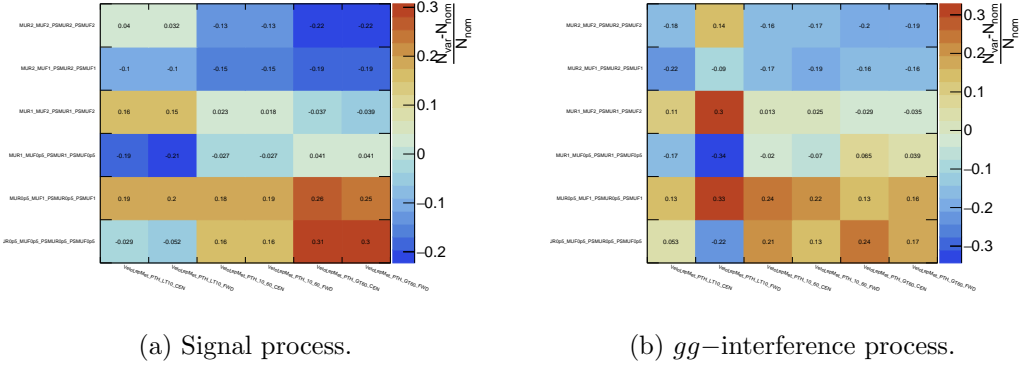 MUR2_MUF2_PSMUR2_PSMUF2 0.04 0.032 -0.13 -0.13 -0.22 -0.22
MUR2_MUF1_PSMUR2_PSMUF1 -0.1 -0.1 -0.15 -0.15 -0.19 -0.19
MUR1_MUF2_PSMUR1_PSMUF2 0.16 0.15 0.023 0.018 -0.037 -0.039
MUR1_MUF0p5_PSMUR1_PSMUF0p5 -0.19 -0.21 -0.027 -0.027 0.041 0.041
MUR0p5_MUF1_PSMUR0p5_PSMUF1 0.19 0.2 0.18 0.19 0.26 0.25
JR0p5_MUF0p5_PSMUR0p5_PSMUF0p5 -0.029 -0.052 0.16 0.16 0.31 0.3
0.3
0.2
0.1
0
−0.1
−0.2
N_var-N_nom
N_nom
(a) Signal process.
MUR2_MUF2_PSMUR2_PSMUF2 -0.18 0.14 -0.16 -0.17 -0.2 -0.19
MUR2_MUF1_PSMUR2_PSMUF1 -0.22 -0.09 -0.17 -0.19 -0.16 -0.16
MUR1_MUF2_PSMUR1_PSMUF2 0.11 0.3 0.013 0.025 -0.029 -0.035
MUR1_MUF0p5_PSMUR1_PSMUF0p5 -0.17 -0.34 -0.02 -0.07 0.065 0.039
MUR0p5_MUF1_PSMUR0p5_PSMUF1 0.13 0.33 0.24 0.22 0.13 0.16
JR0p5_MUF0p5_PSMUR0p5_PSMUF0p5 0.053 -0.22 0.21 0.13 0.24 0.17
0.3
0.2
0.1
0
−0.1
−0.2
−0.3
N_var-N_nom
N_nom
(b) gg−interference process.